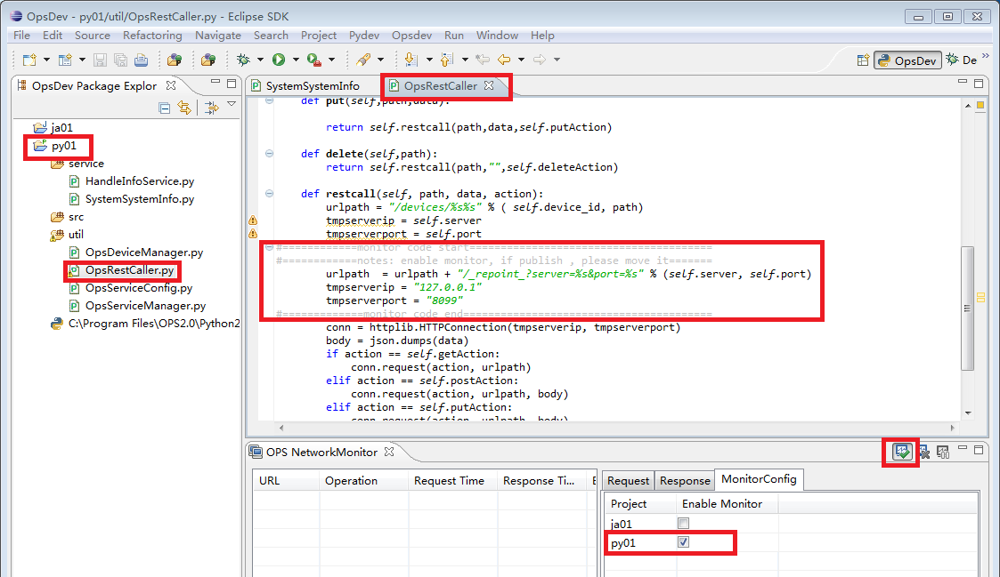 OpsDev - py01/util/OpsRestCaller.py - Eclipse SDK
File Edit Source Refactoring Navigate Search Project Pydev Opsdev Run Window Help
OpsDev
De
OpsDev Package Explor
ja01
py01
service
HandleInfoService.py
SystemSystemInfo.py
src
util
OpsDeviceManager.py
OpsRestCaller.py
OpsServiceConfig.py
OpsServiceManager.py
C:\Program Files\OPS2.0\Python2
SystemSystemInfo
OpsRestCaller
def put(self,path,data):
return self.restcall(path,data,self.putAction)
def delete(self,path):
return self.restcall(path,"",self.deleteAction)
def restcall(self, path, data, action):
urlpath = "/devices/%s%s" % ( self.device_id, path)
tmpserverip = self.server
tmpserverport = self.port
#============monitor code start===================================
#============notes: enable monitor, if publish , please move it=======
urlpath  = urlpath + "/_repoint_?server=%s&port=%s" % (self.server, self.port)
tmpserverip = "127.0.0.1"
tmpserverport = "8099"
#============monitor code end====================================
conn = httplib.HTTPConnection(tmpserverip, tmpserverport)
body = json.dumps(data)
if action == self.getAction:
conn.request(action, urlpath)
elif action == self.postAction:
conn.request(action, urlpath, body)
elif action == self.putAction:
conn.request(action, urlpath, body)
OPS NetworkMonitor
URL Operation Request Time Response Ti...
Request Response MonitorConfig
Project Enable Monitor
ja01
py01